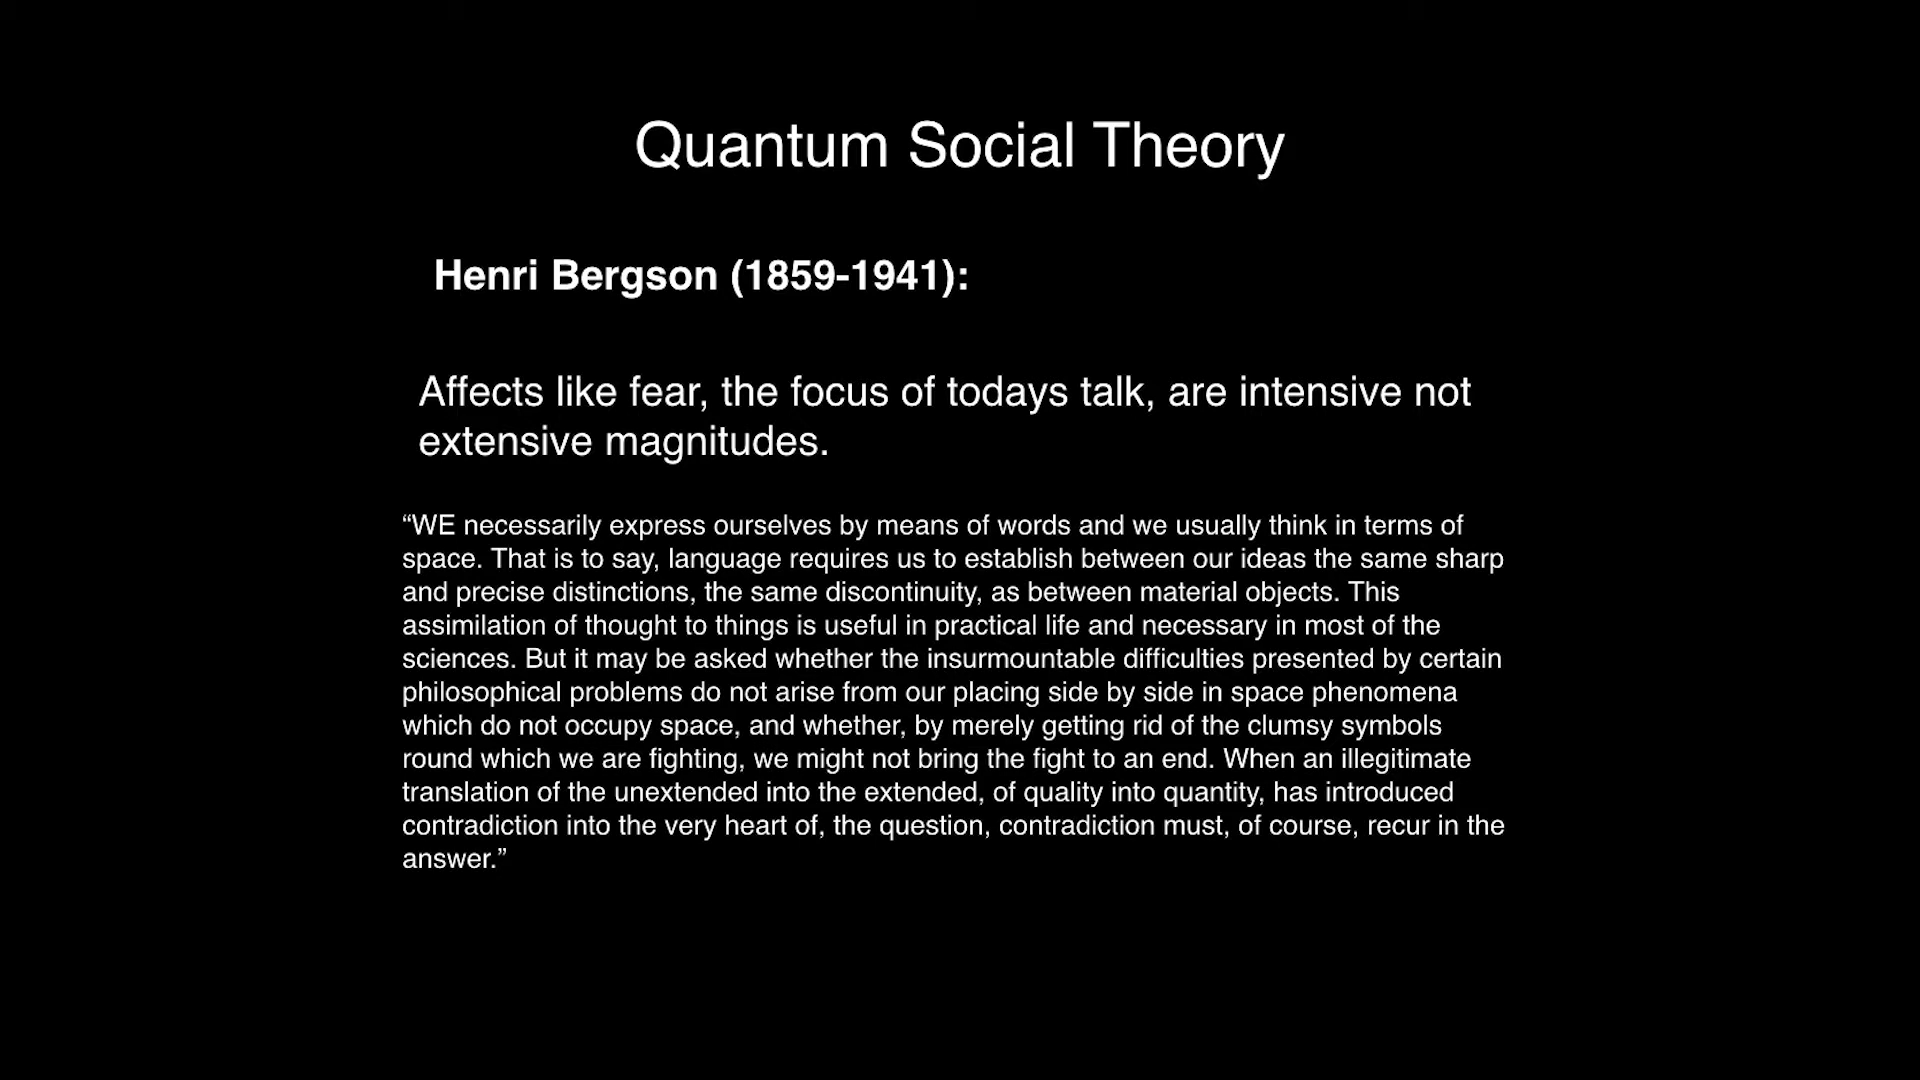 Quantum Social Theory
Henri Bergson (1859-1941):
Affects like fear, the focus of todays talk, are intensive not
extensive magnitudes.
“WE necessarily express ourselves by means of words and we usually think in terms of
space. That is to say, language requires us to establish between our ideas the same sharp
and precise distinctions, the same discontinuity, as between material objects. This
assimilation of thought to things is useful in practical life and necessary in most of the
sciences. But it may be asked whether the insurmountable difficulties presented by certain
philosophical problems do not arise from our placing side by side in space phenomena
which do not occupy space, and whether, by merely getting rid of the clumsy symbols
round which we are fighting, we might not bring the fight to an end. When an illegitimate
translation of the unextended into the extended, of quality into quantity, has introduced
contradiction into the very heart of, the question, contradiction must, of course, recur in the
answer.”